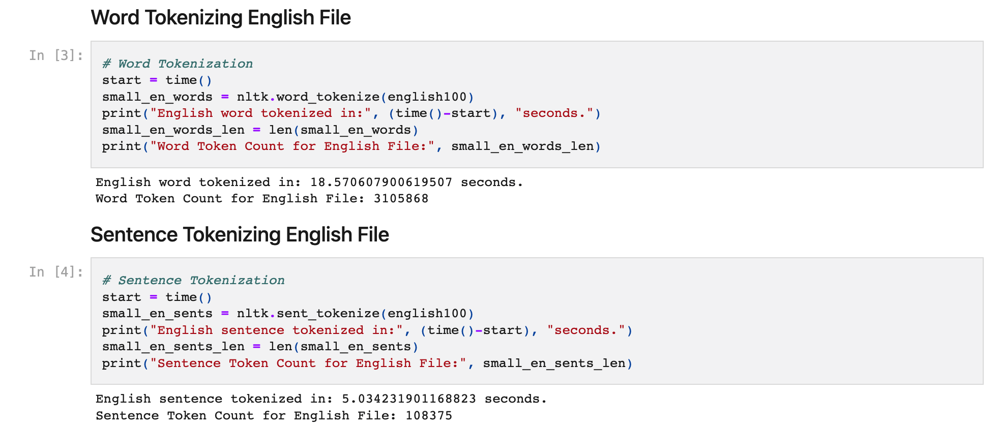 Word Tokenizing English File
In [3]:
# Word Tokenization
start = time()
small_en_words = nltk.word_tokenize(english100)
print("English word tokenized in:", (time()-start), "seconds.")
small_en_words_len = len(small_en_words)
print("Word Token Count for English File:", small_en_words_len)
English word tokenized in: 18.570607900619507 seconds.
Word Token Count for English File: 3105868
Sentence Tokenizing English File
In [4]:
# Sentence Tokenization
start = time()
small_en_sents = nltk.sent_tokenize(english100)
print("English sentence tokenized in:", (time()-start), "seconds.")
small_en_sents_len = len(small_en_sents)
print("Sentence Token Count for English File:", small_en_sents_len)
English sentence tokenized in: 5.034231901168823 seconds.
Sentence Token Count for English File: 108375